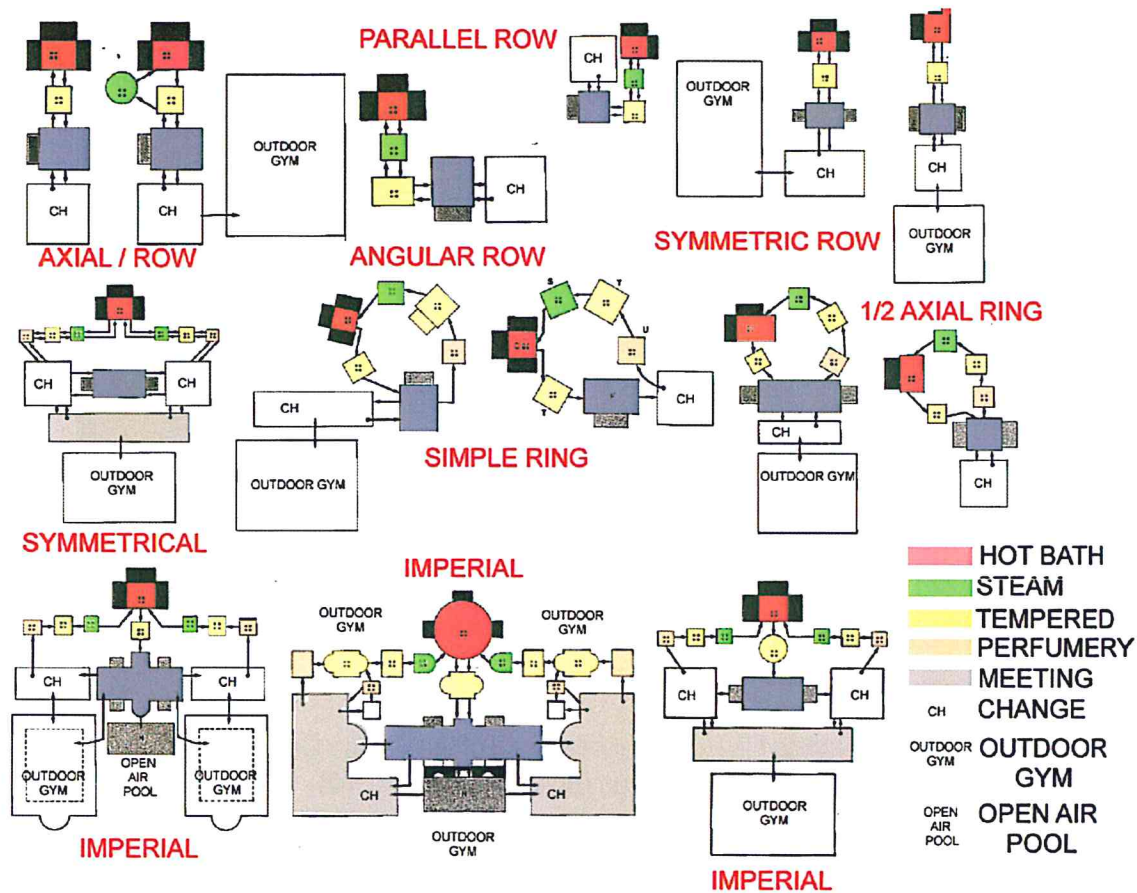 PARALLEL ROW
OUTDOOR
GYM
CH
CH
AXIAL / ROW
CH
CH
ANGULAR ROW
OUTDOOR
GYM
CH
CH
OUTDOOR
GYM
SYMMETRIC ROW
CH
CH
OUTDOOR
GYM
SYMMETRICAL
CH
OUTDOOR GYM
S
T
U
T
CH
SIMPLE RING
CH
OUTDOOR
GYM
1/2 AXIAL RING
CH
CH
CH
OUTDOOR
GYM
OPEN
AIR
POOL
OUTDOOR
GYM
IMPERIAL
IMPERIAL
OUTDOOR
GYM
OUTDOOR
GYM
CH
CH
OUTDOOR
GYM
CH
CH
OUTDOOR
GYM
IMPERIAL
HOT BATH
STEAM
TEMPERED
PERFUMERY
MEETING
CH
CHANGE
OUTDOOR
GYM
OUTDOOR
GYM
OPEN
AIR
POOL
OPEN AIR
POOL